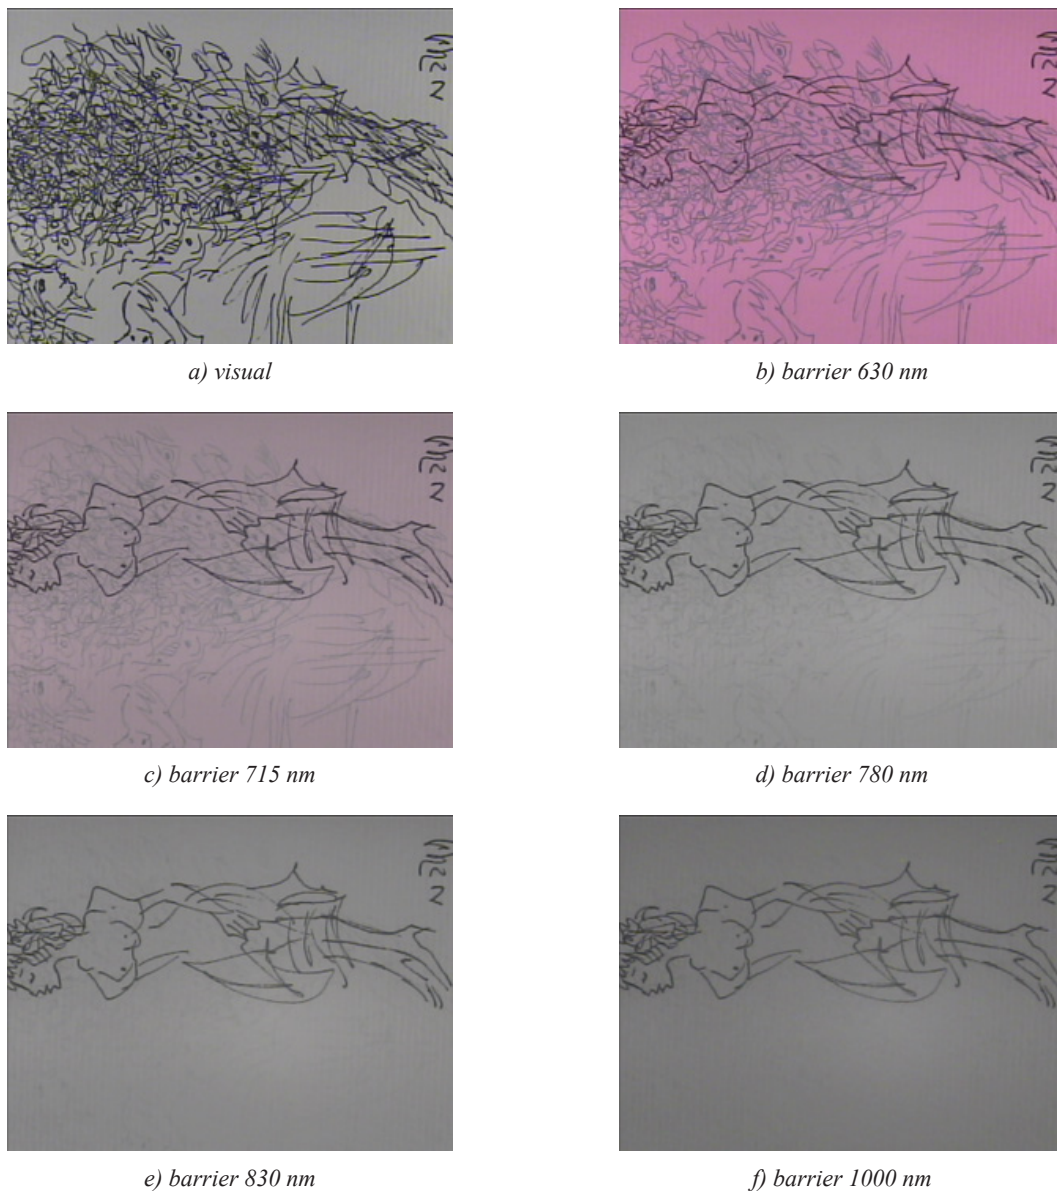 a) visual
b) barrier 630 nm
c) barrier 715 nm
d) barrier 780 nm
e) barrier 830 nm
f) barrier 1000 nm